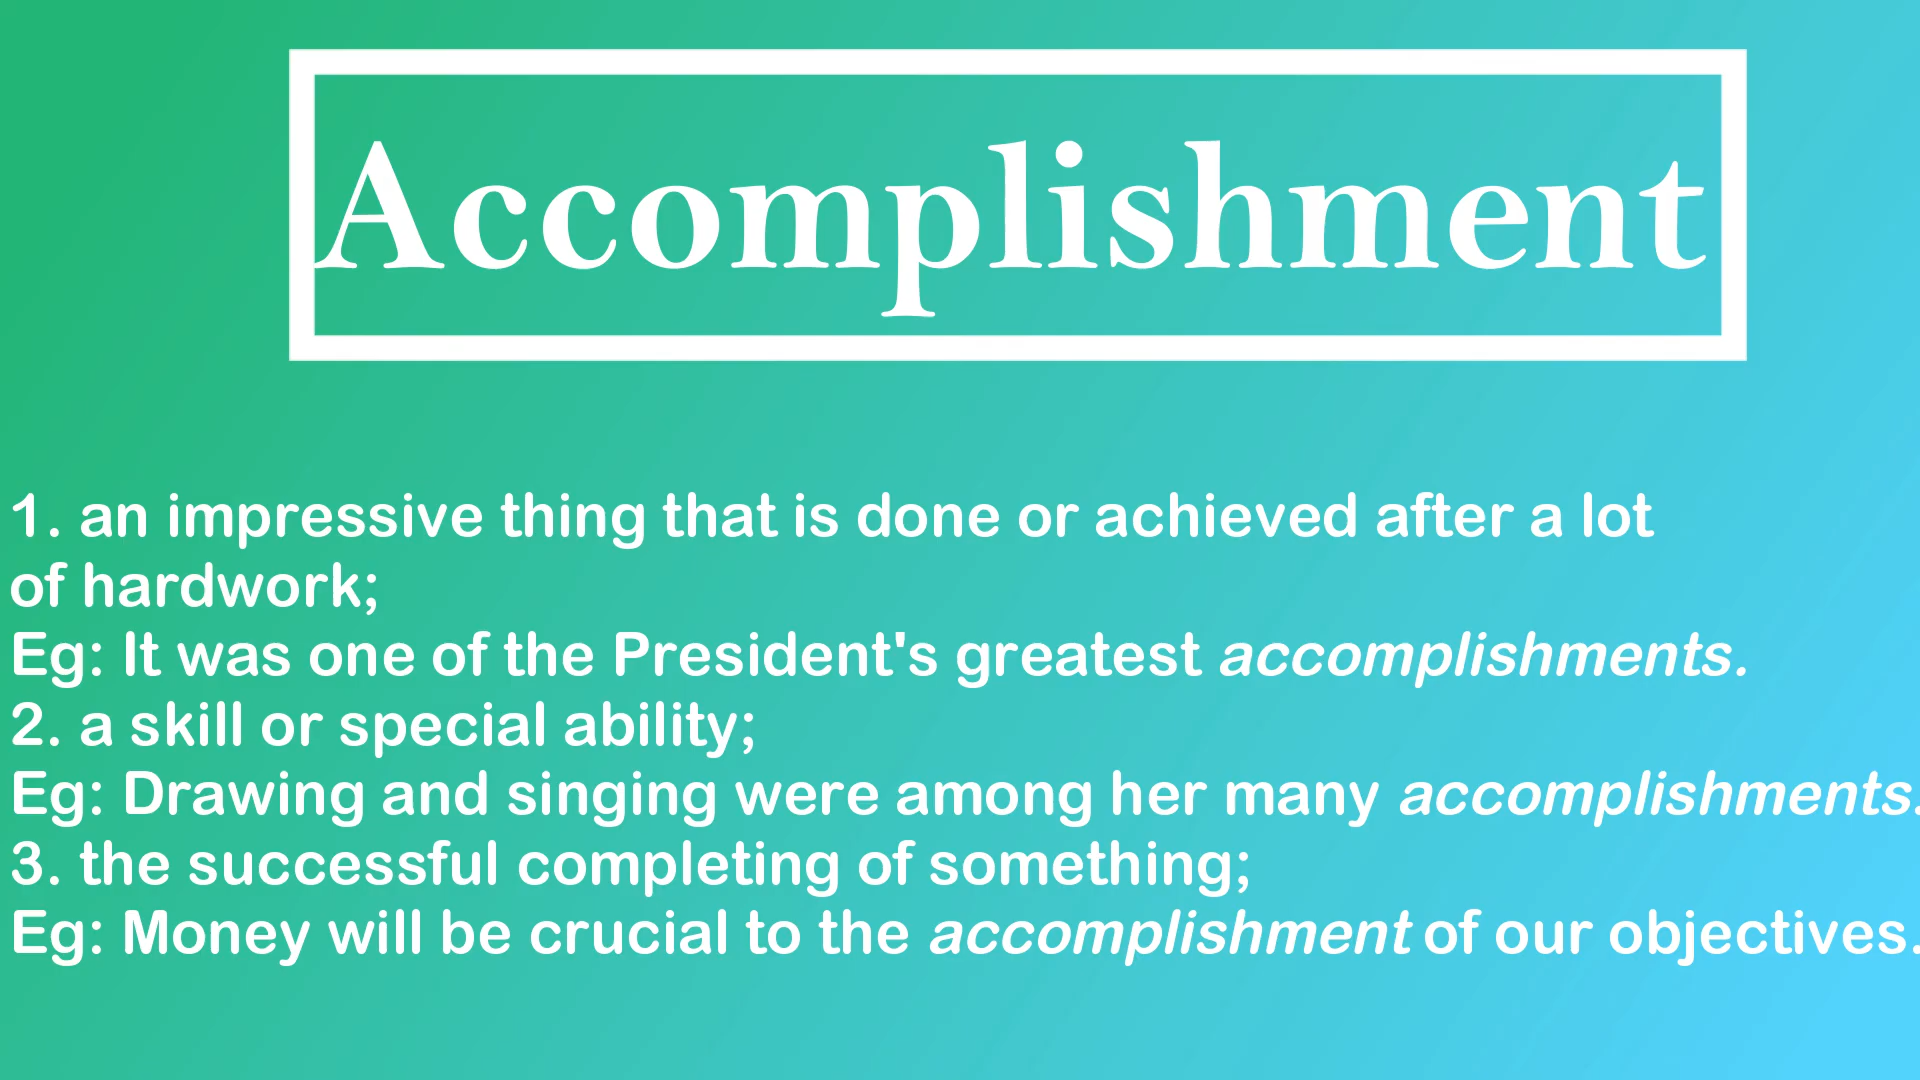 Accomplishment
1. an impressive thing that is done or achieved after a lot
of hardwork;
Eg: It was one of the President's greatest accomplishments.
2. a skill or special ability;
Eg: Drawing and singing were among her many accomplishments.
3. the successful completing of something;
Eg: Money will be crucial to the accomplishment of our objectives.